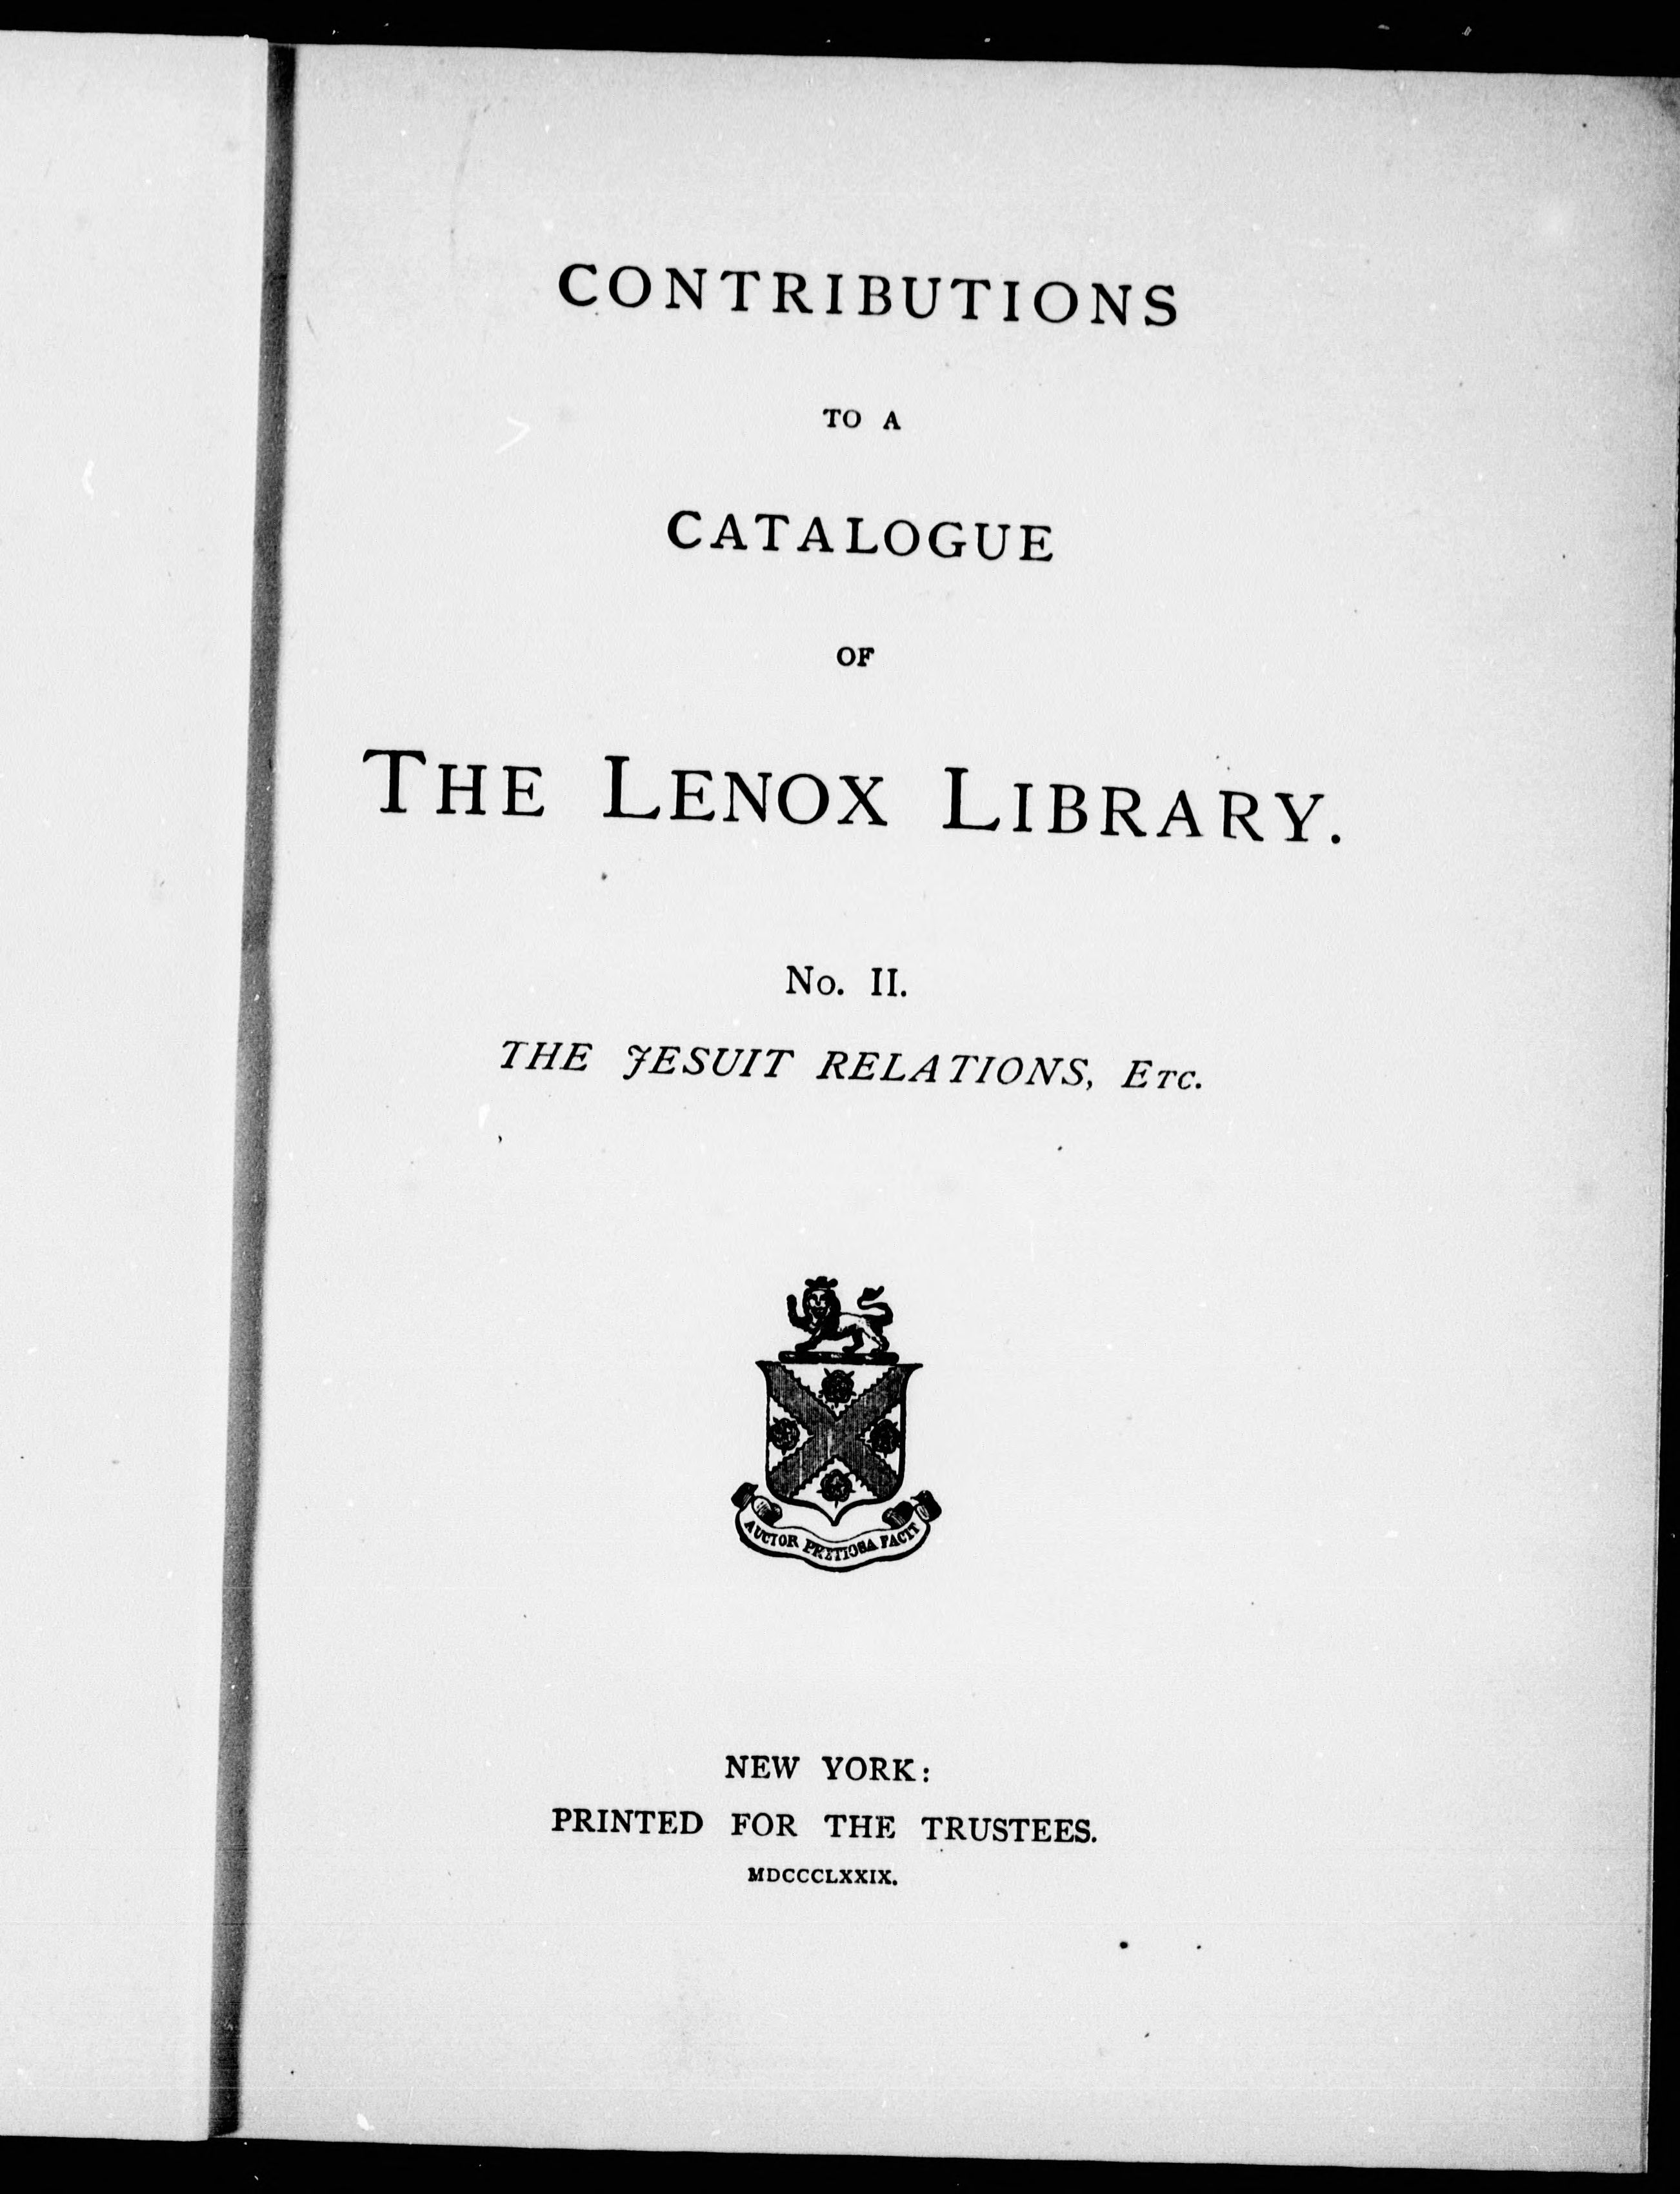 CONTRIBUTIONS
TO A
CATALOGUE
OF
THE LENOX LIBRARY.
No. II.
THE JESUIT RELATIONS, ETC.
AUCTOR PRETIOSA FACIT
NEW YORK:
PRINTED FOR THE TRUSTEES.
MDCCCLXXIX.